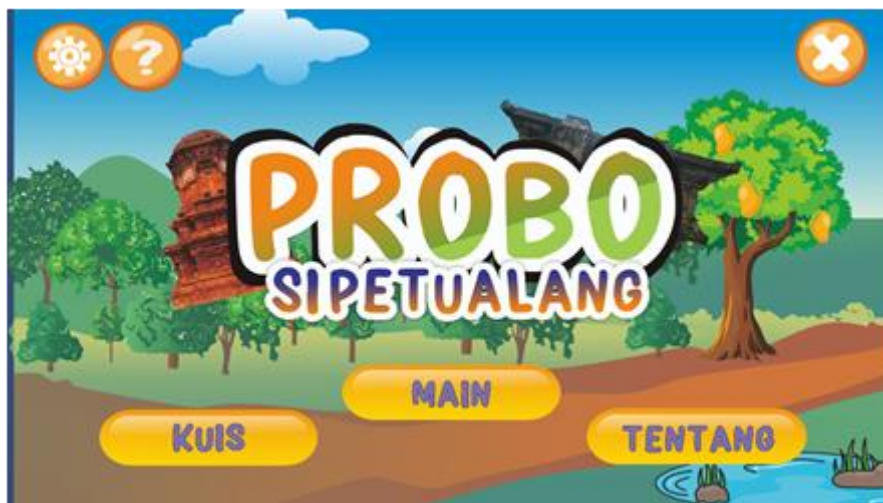 ?
PROBO
SIPETUALANG
MAIN
KUIS
TENTANG